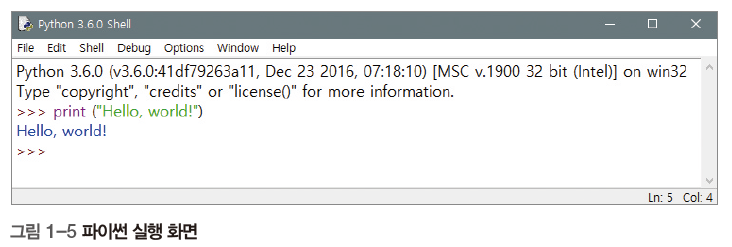 Python 3.6.0 Shell
File Edit Shell Debug Options Window Help
Python 3.6.0 (v3.6.0:41df79263a11, Dec 23 2016, 07:18:10) [MSC v.1900 32 bit (Intel)] on win32
Type "copyright", "credits" or "license()" for more information.
>>> print ("Hello, world!")
Hello, world!
>>>
Ln: 5 Col: 4
그림 1-5 파이썬 실행 화면